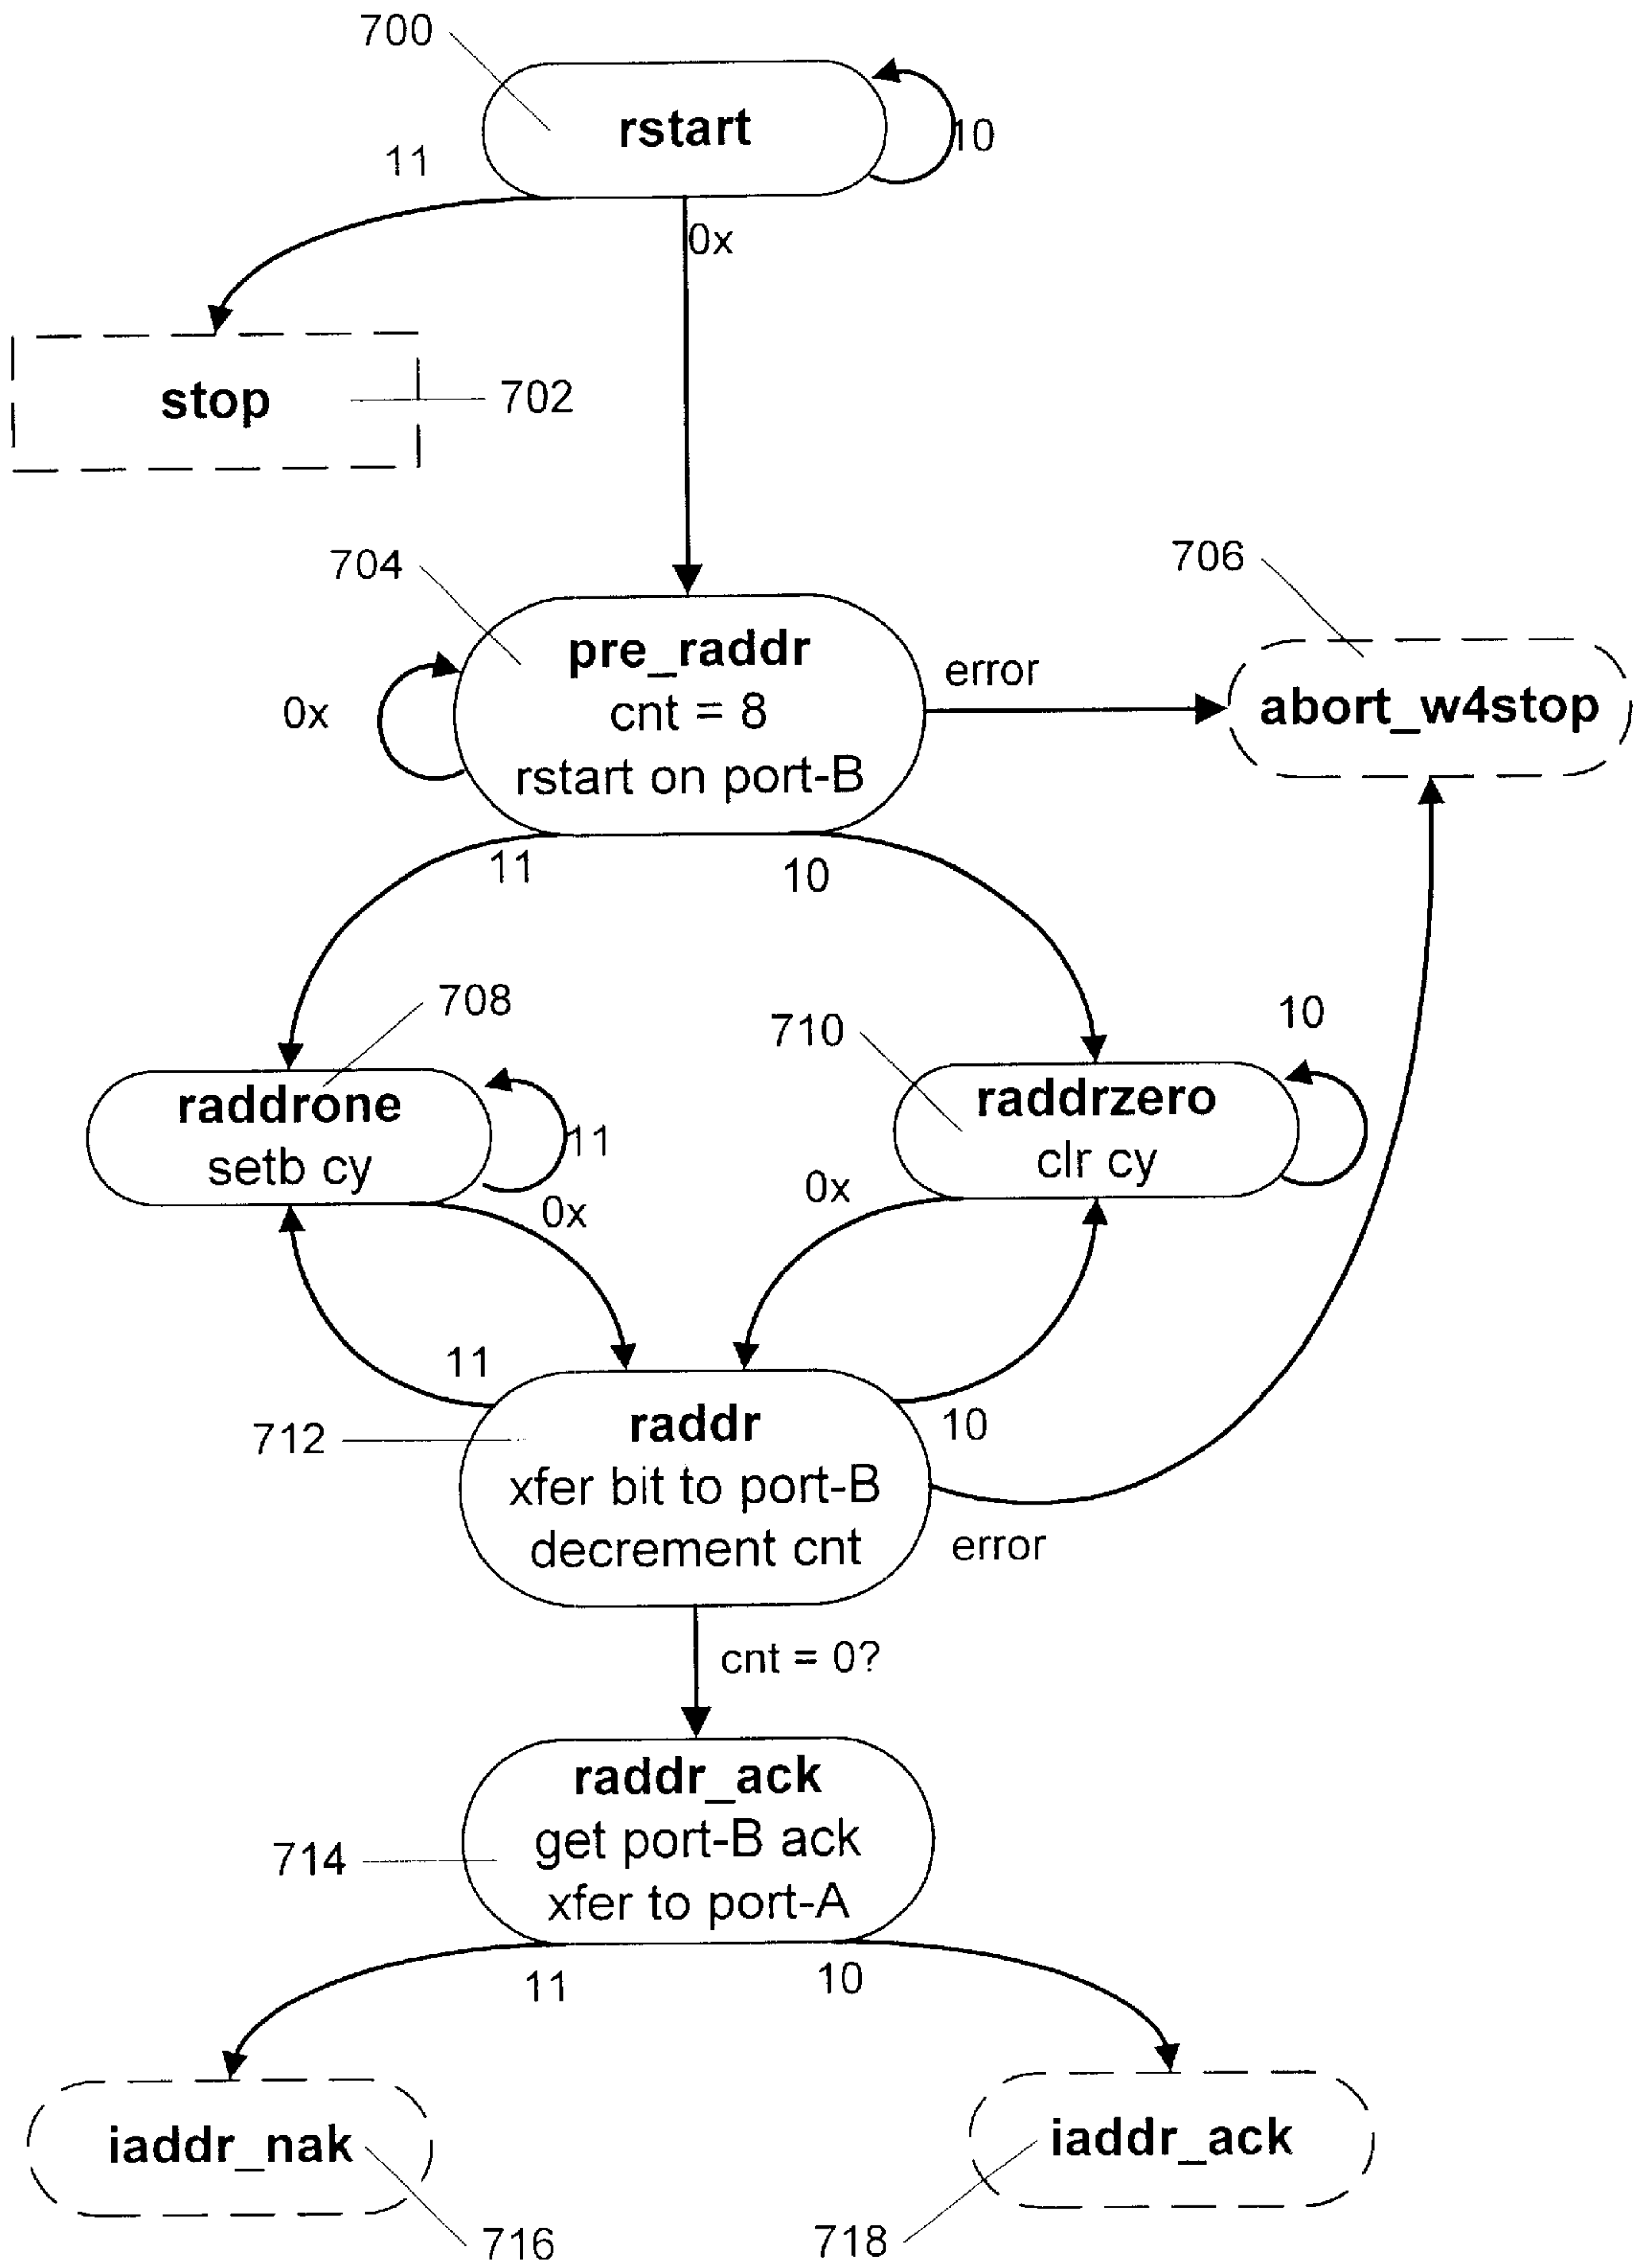 700
rstart
10
11
0x
stop
702
704
706
pre_raddr
cnt = 8
rstart on port-B
0x
error
abort_w4stop
11
10
708
710
10
raddrone
setb cy
11
raddrzero
clr cy
0x
0x
11
10
712
raddr
xfer bit to port-B
decrement cnt
error
cnt = 0?
raddr_ack
get port-B ack
xfer to port-A
714
11
10
iaddr_nak
iaddr_ack
716
718